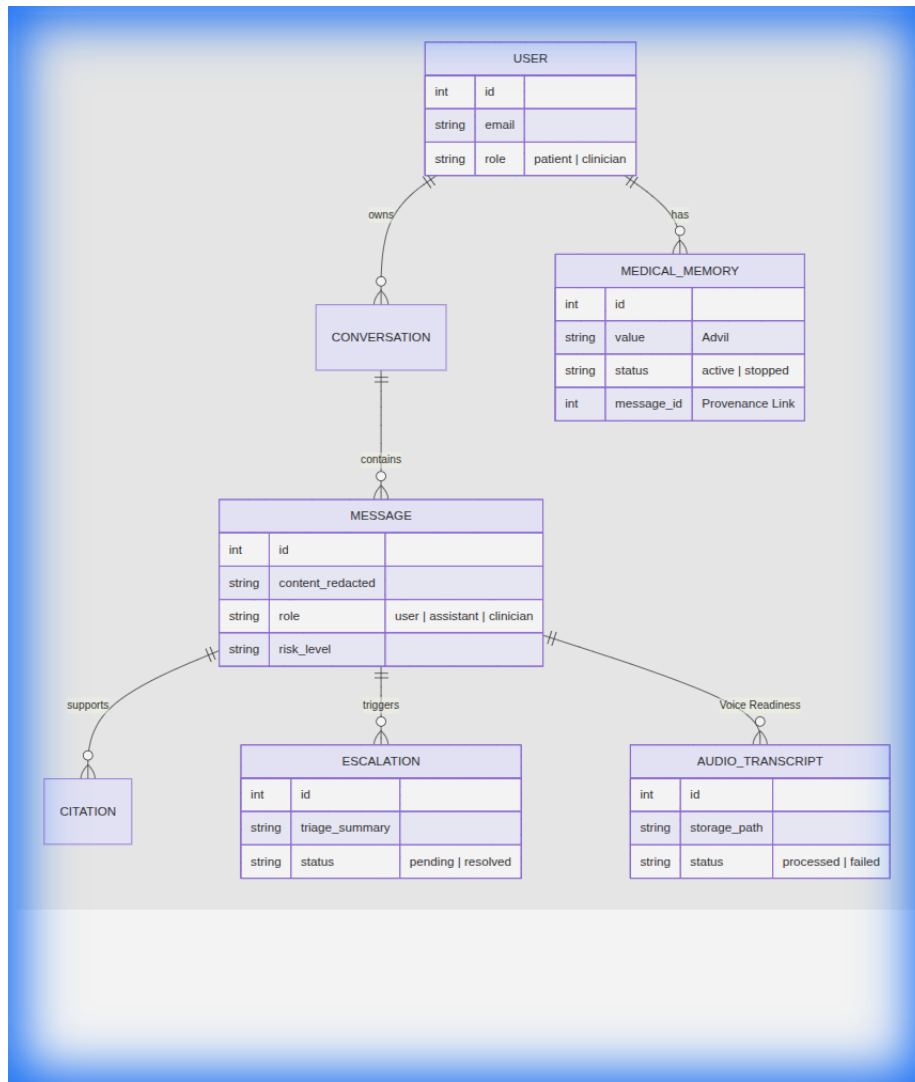 USER
int id
string email
string role patient | clinician
owns
has
MEDICAL_MEMORY
int id
string value Advil
string status active | stopped
int message_id Provenance Link
CONVERSATION
contains
MESSAGE
int id
string content_redacted
string role user | assistant | clinician
string risk_level
supports
triggers
Voice Readiness
CITATION
ESCALATION
int id
string triage_summary
string status pending | resolved
AUDIO_TRANSCRIPT
int id
string storage_path
string status processed | failed